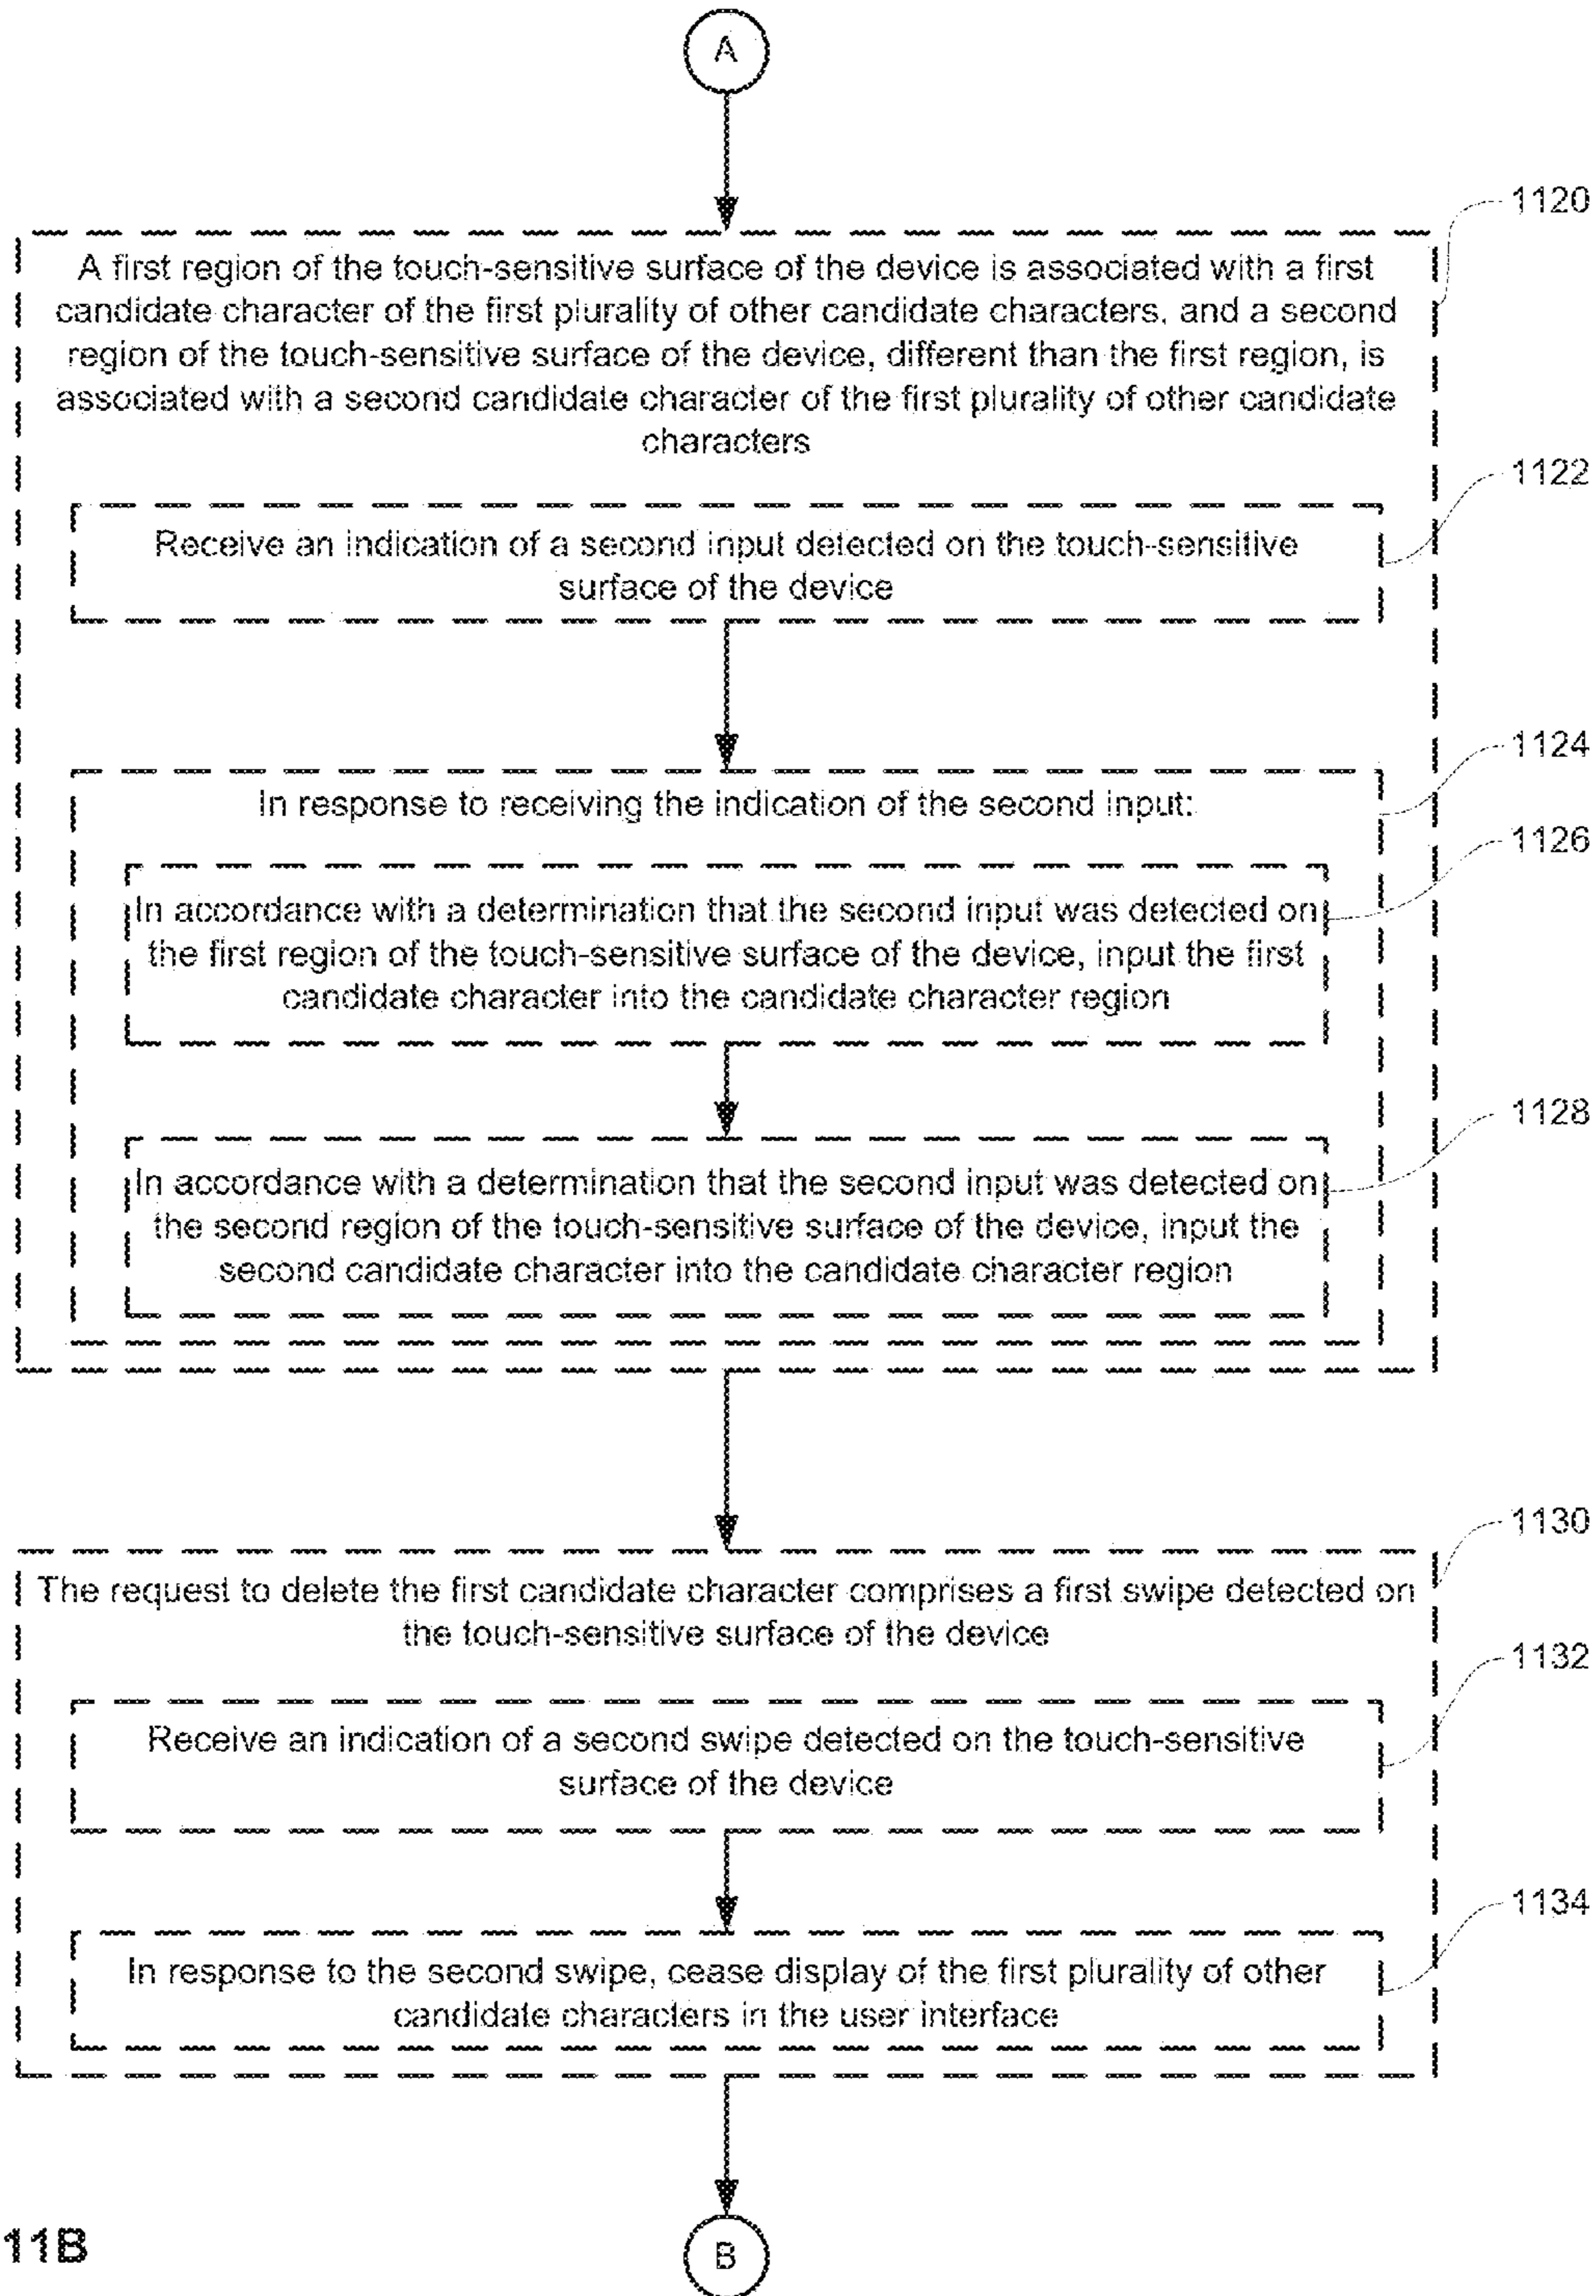 A
1120
A first region of the touch-sensitive surface of the device is associated with a first
candidate character of the first plurality of other candidate characters, and a second
region of the touch-sensitive surface of the device, different than the first region, is
associated with a second candidate character of the first plurality of other candidate
characters
1122
Receive an indication of a second input detected on the touch-sensitive
surface of the device
1124
In response to receiving the indication of the second input:
1126
In accordance with a determination that the second input was detected on
the first region of the touch-sensitive surface of the device, input the first
candidate character into the candidate character region
1128
In accordance with a determination that the second input was detected on
the second region of the touch-sensitive surface of the device, input the
second candidate character into the candidate character region
1130
The request to delete the first candidate character comprises a first swipe detected on
the touch-sensitive surface of the device
1132
Receive an indication of a second swipe detected on the touch-sensitive
surface of the device
1134
In response to the second swipe, cease display of the first plurality of other
candidate characters in the user interface
11B
B